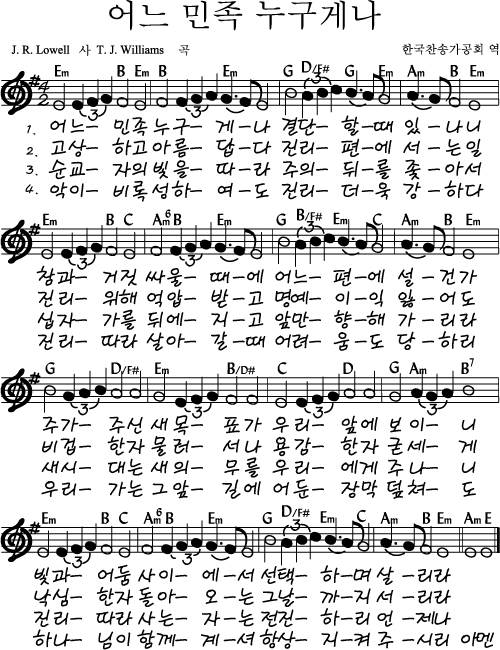 어느 민족 누구게나
J. R. Lowell 사 T. J. Williams 곡 한국찬송가공회 역
Em B Em B Em G D/F# G Em Am B Em
1. 어느– 민족 누구– 게–나 결단– 할–때 있–나니
2. 고상– 하고 아름– 답–다 진리– 편–에 서–는일
3. 순교– 자의 빛을– 따–라 주의– 뒤–를 좇–아서
4. 악이– 비록 성하– 여–도 진리– 더–욱 강–하다
Em B C Am6 B Em G B/F# Em C Am B Em
창과– 거짓 싸울– 때–에 어느– 편–에 설–건가
진리– 위해 억압– 받–고 명예– 이–익 잃–어도
십자– 가를 뒤에– 지–고 앞만– 향–해 가–리라
진리– 따라 살아– 갈–때 어려– 움–도 당–하리
G D/F# Em B/D# C D G Am B7
주가– 주신 새 목– 표가 우리– 앞에 보이– 니
비겁– 한자 물러– 서나 용감– 한자 굳세– 게
새시– 대는 새의– 무를 우리– 에게 주나– 니
우리– 가는 그앞– 길에 어둔– 장막 덮쳐– 도
Em B C Am6 B Em G D/F# G Em Am B Em Am E
빛과– 어둠 사이– 에–서 선택– 하–며 살–리라
낙심– 한자 돌아– 오–는 그날– 까–지 서–리라
진리– 따라 사는– 자–는 전진– 하–리 언–제나
하나– 님이 함께– 계–셔 항상– 지–켜 주–시리 아멘